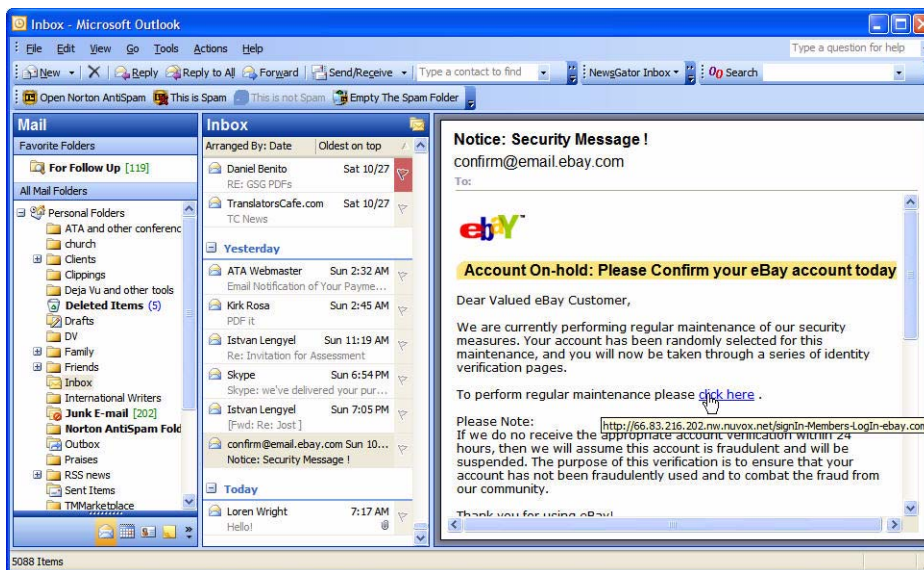 Inbox - Microsoft Outlook
File Edit View Go Tools Actions Help
Type a question for help
New Reply Reply to All Forward Send/Receive Type a contact to find NewsGator Inbox Search
Open Norton AntiSpam This is Spam This is not Spam Empty The Spam Folder
Mail
Favorite Folders
For Follow Up [119]
All Mail Folders
Personal Folders
ATA and other conferenc
church
Clients
Clippings
Deja Vu and other tools
Deleted Items (5)
Drafts
DV
Family
Friends
Inbox
International Writers
Junk E-mail [202]
Norton AntiSpam Fold
Outbox
Praises
RSS news
Sent Items
TMMarketplace
Inbox
Arranged By: Date Oldest on top
Daniel Benito Sat 10/27
RE: GSG PDFs
TranslatorsCafe.com Sat 10/27
TC News
Yesterday
ATA Webmaster Sun 2:32 AM
Email Notification of Your Payme...
Kirk Rosa Sun 2:45 AM
PDF it
Istvan Lengyel Sun 11:19 AM
Re: Invitation for Assessment
Skype Sun 6:54 PM
Skype: we've delivered your pur...
Istvan Lengyel Sun 7:05 PM
[Fwd: Re: Jost ]
confirm@email.ebay.com Sun 10...
Notice: Security Message !
Today
Loren Wright 7:17 AM
Hello!
Notice: Security Message !
confirm@email.ebay.com
To:
ebaY™
Account On-hold: Please Confirm your eBay account today
Dear Valued eBay Customer,
We are currently performing regular maintenance of our security
measures. Your account has been randomly selected for this
maintenance, and you will now be taken through a series of identity
verification pages.
To perform regular maintenance please click here .
http://66.83.216.202.nw.nuvox.net/signIn-Members-LogIn-ebay.com
Please Note:
If we do no receive the appropriate account verification within 24
hours, then we will assume this account is fraudulent and will be
suspended. The purpose of this verification is to ensure that your
account has not been fraudulently used and to combat the fraud from
our community.
Thank you for using eBay!
5088 Items